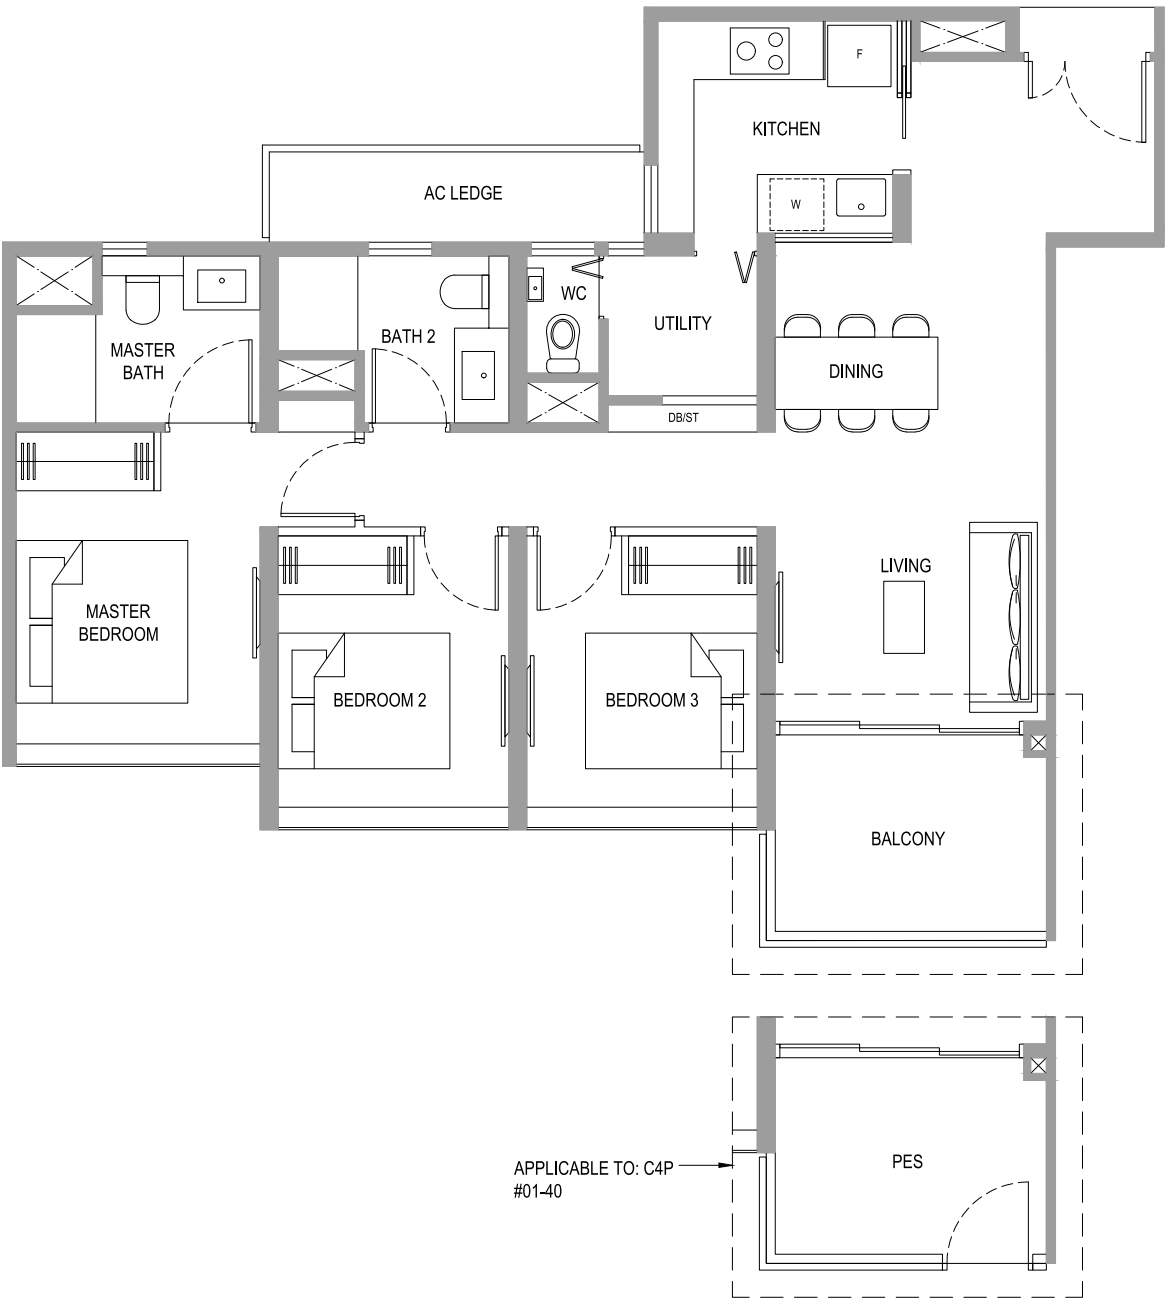 F
KITCHEN
AC LEDGE
W
WC
UTILITY
BATH 2
MASTER
BATH
DINING
DB/ST
LIVING
MASTER
BEDROOM
BEDROOM 2
BEDROOM 3
BALCONY
PES
APPLICABLE TO: C4P
#01-40